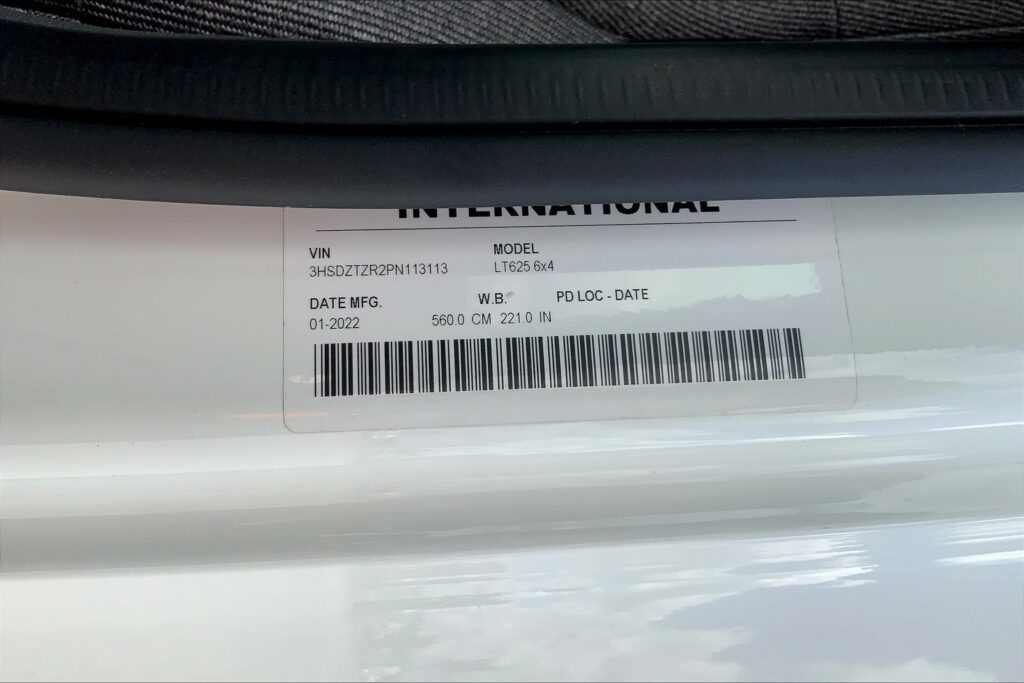 INTERNATIONAL
VIN MODEL
3HSDZTZR2PN113113 LT625 6x4
DATE MFG. W.B. PD LOC - DATE
01-2022 560.0 CM 221.0 IN